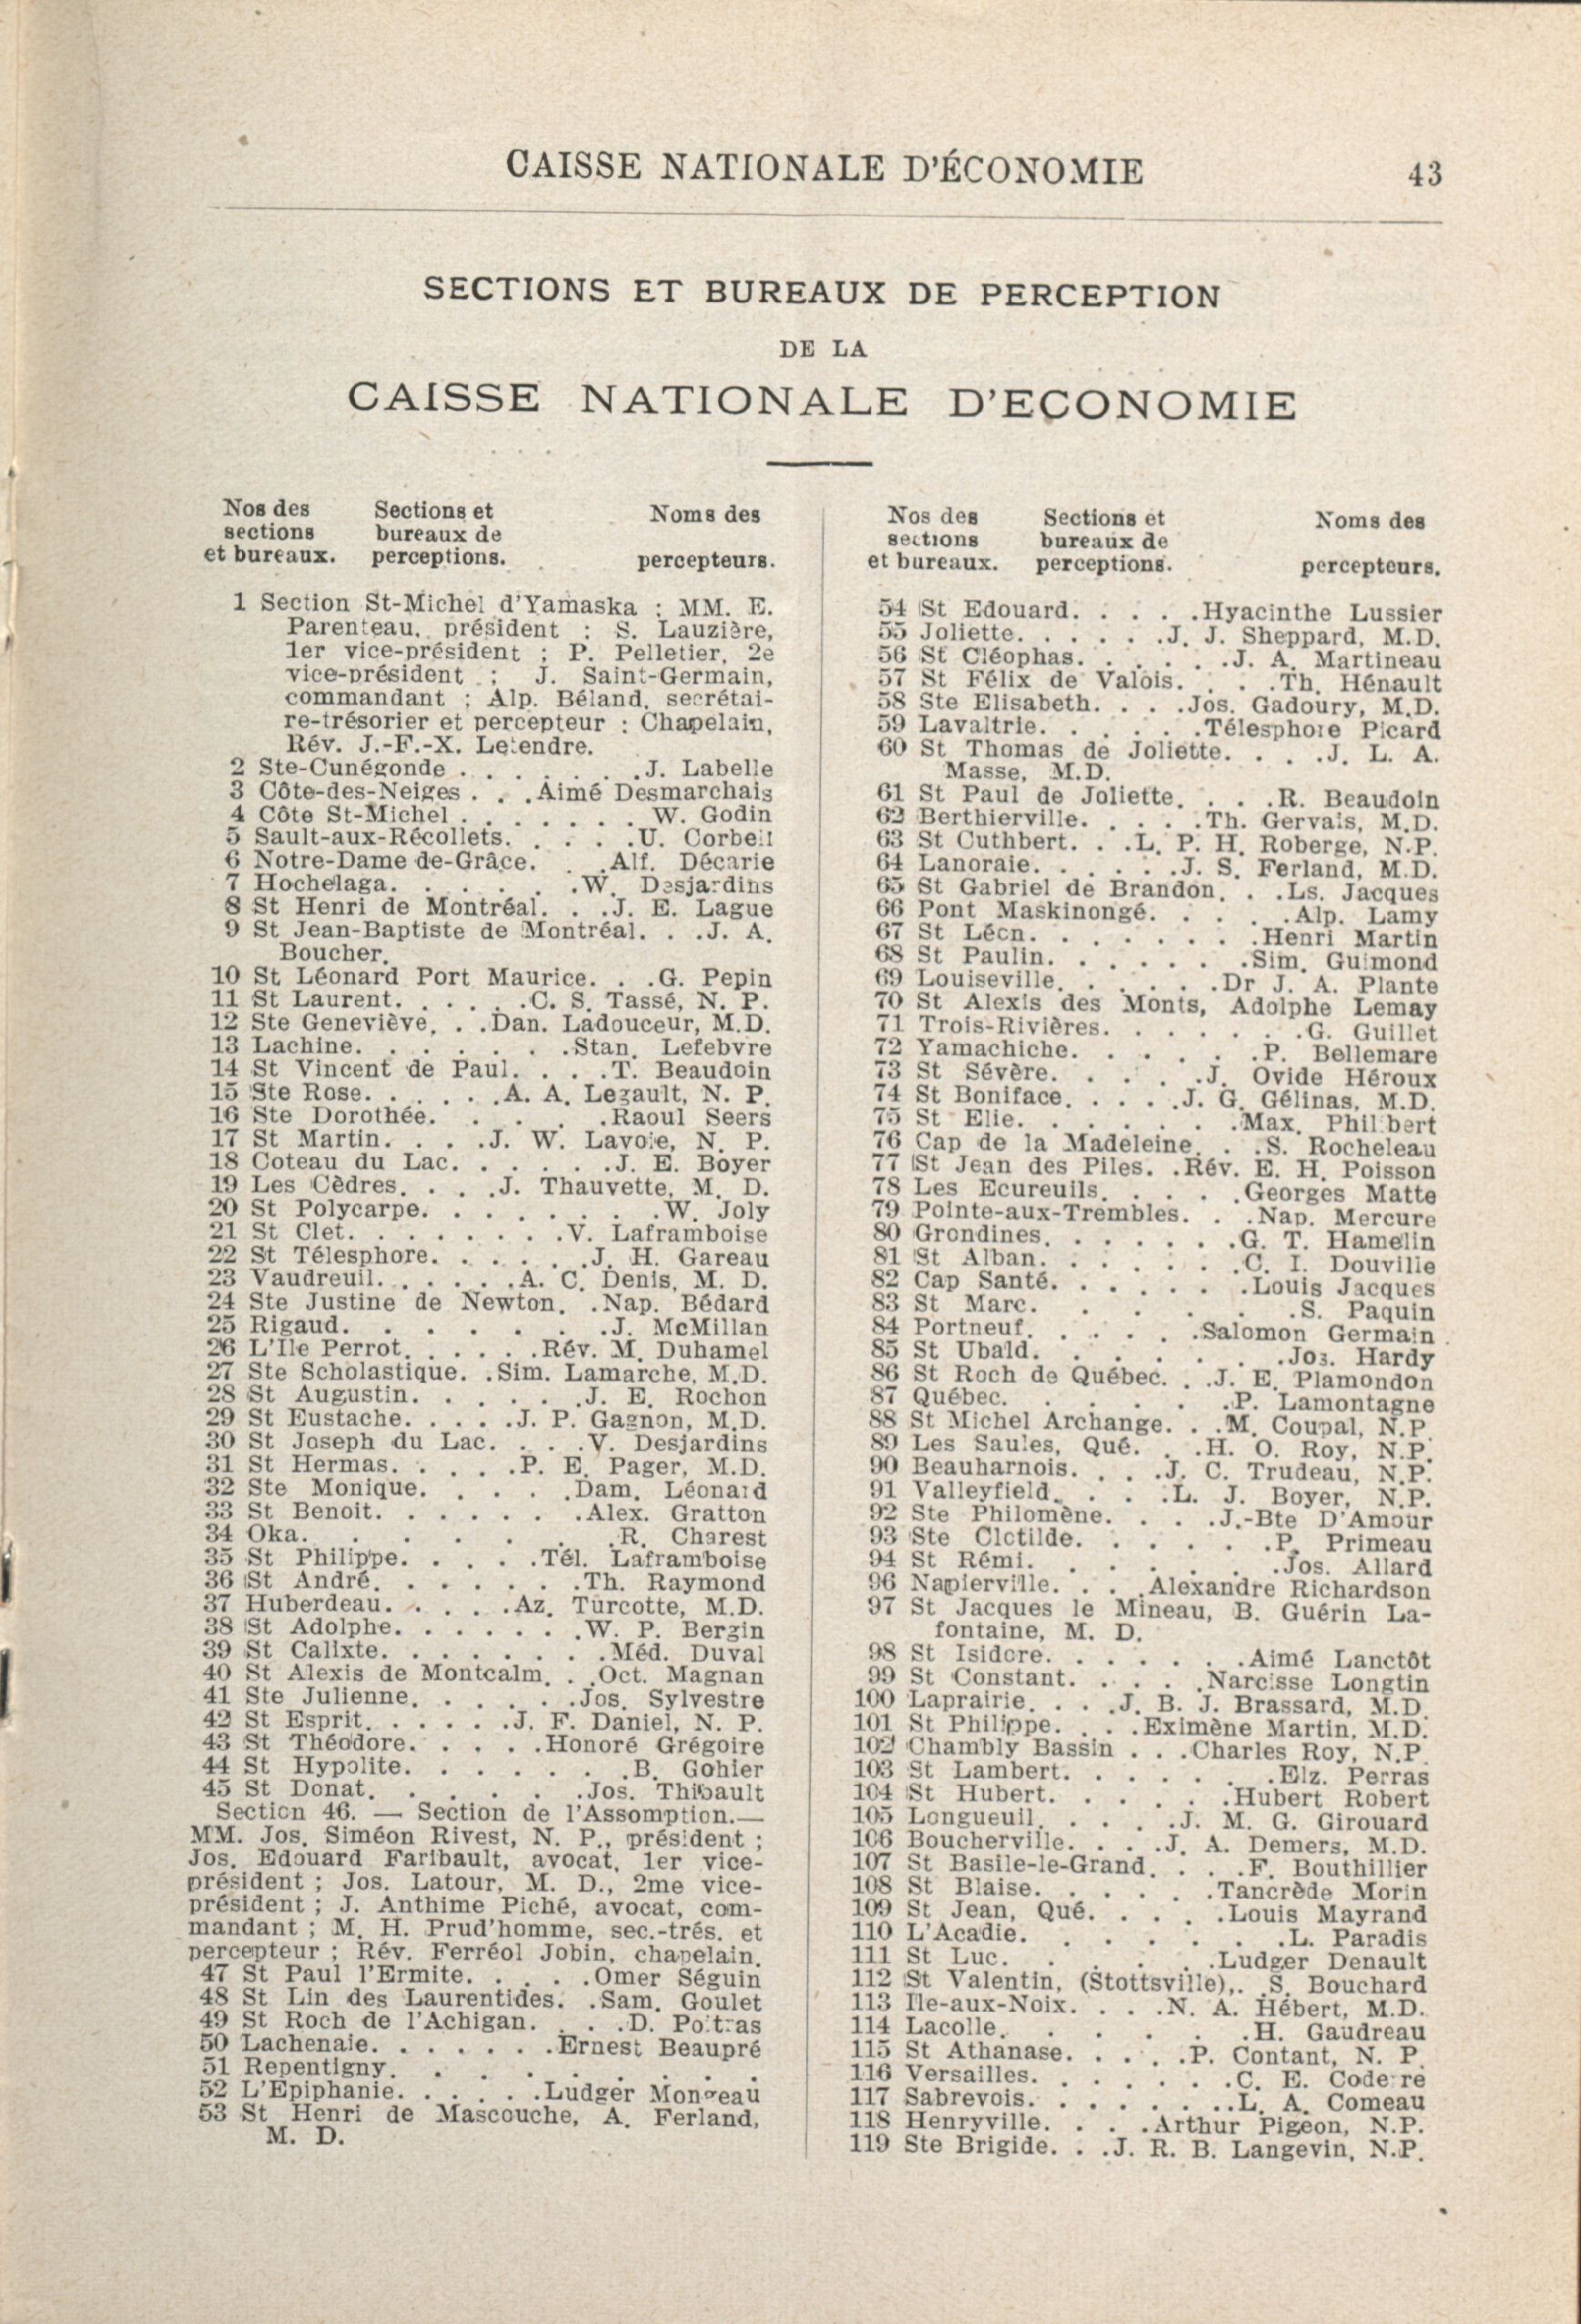 CAISSE NATIONALE D'ÉCONOMIE 43
SECTIONS ET BUREAUX DE PERCEPTION
DE LA
CAISSE NATIONALE D'ECONOMIE
Nos des Sections et Noms des
sections bureaux de
et bureaux. perceptions. percepteurs.
1 Section St-Michel d'Yamaska : MM. E.
Parenteau, président : S. Lauzière,
1er vice-président ; P. Pelletier, 2e
vice-président ; J. Saint-Germain,
commandant ; Alp. Béland, secrétai-
re-trésorier et percepteur : Chapelain,
Rév. J.-F.-X. Letendre.
2 Ste-Cunégonde . . . . . . . .J. Labelle
3 Côte-des-Neiges . . .Aimé Desmarchais
4 Côte St-Michel . . . . . . . . W. Godin
5 Sault-aux-Récollets. . . . . .U. Corbeil
6 Notre-Dame de-Grâce. . .Alf. Décarie
7 Hochelaga. . . . . . .W. Desjardins
8 St Henri de Montréal. . .J. E. Lague
9 St Jean-Baptiste de Montréal. . .J. A.
Boucher.
10 St Léonard Port Maurice. . .G. Pepin
11 St Laurent. . . . . .C. S. Tassé, N. P.
12 Ste Geneviève, . .Dan. Ladouceur, M.D.
13 Lachine. . . . . . . .Stan. Lefebvre
14 St Vincent de Paul. . . .T. Beaudoin
15 Ste Rose. . . . . .A. A. Legault, N. P.
16 Ste Dorothée. . . . . .Raoul Seers
17 St Martin. . . .J. W. Lavoie, N. P.
18 Coteau du Lac. . . . . . .J. E. Boyer
19 Les Cèdres. . . .J. Thauvette, M. D.
20 St Polycarpe. . . . . . . .W. Joly
21 St Clet. . . . . . . .V. Laframboise
22 St Télesphore. . . . . .J. H. Gareau
23 Vaudreuil. . . . . .A. C. Denis, M. D.
24 Ste Justine de Newton. .Nap. Bédard
25 Rigaud. . . . . . . .J. McMillan
26 L'Ile Perrot. . . . . .Rév. M. Duhamel
27 Ste Scholastique. .Sim. Lamarche, M.D.
28 St Augustin. . . . . . .J. E. Rochon
29 St Eustache. . . . .J. P. Gagnon, M.D.
30 St Joseph du Lac. . . .V. Desjardins
31 St Hermas. . . . . .P. E. Pager, M.D.
32 Ste Monique. . . . . .Dam. Léonard
33 St Benoit. . . . . . . .Alex. Gratton
34 Oka. . . . . . . .R. Charest
35 St Philippe. . . . . .Tél. Laframboise
36 St André. . . . . . . .Th. Raymond
37 Huberdeau. . . . . .Az. Turcotte, M.D.
38 St Adolphe. . . . . . . .W. P. Bergin
39 St Calixte. . . . . . . .Méd. Duval
40 St Alexis de Montcalm. . .Oct. Magnan
41 Ste Julienne. . . . . . .Jos. Sylvestre
42 St Esprit. . . . . .J. F. Daniel, N. P.
43 St Théodore. . . . . .Honoré Grégoire
44 St Hypolite. . . . . . . .B. Gohier
45 St Donat. . . . . . .Jos. Thibault
Section 46. — Section de l'Assomption.—
MM. Jos. Siméon Rivest, N. P., président ;
Jos. Edouard Faribault, avocat, 1er vice-
président ; Jos. Latour, M. D., 2me vice-
président ; J. Anthime Piché, avocat, com-
mandant ; M. H. Prud'homme, sec.-trés. et
percepteur ; Rév. Ferréol Jobin, chapelain.
47 St Paul l'Ermite. . . . . .Omer Séguin
48 St Lin des Laurentides. .Sam. Goulet
49 St Roch de l'Achigan. . . .D. Poitras
50 Lachenaie. . . . . . . .Ernest Beaupré
51 Repentigny. . . . . . . .
52 L'Epiphanie. . . . . .Ludger Mongeau
53 St Henri de Mascouche, A. Ferland,
M. D.
Nos des Sections et Noms des
sections bureaux de
et bureaux. perceptions. percepteurs.
54 St Edouard. . . . . .Hyacinthe Lussier
55 Joliette. . . . . . .J. J. Sheppard, M.D.
56 St Cléophas. . . . . . .J. A. Martineau
57 St Félix de Valois. . . . .Th. Hénault
58 Ste Elisabeth. . . . .Jos. Gadoury, M.D.
59 Lavaltrie. . . . . . .Télesphore Picard
60 St Thomas de Joliette. . . .J. L. A.
Masse, M.D.
61 St Paul de Joliette. . . .R. Beaudoin
62 Berthierville. . . . . .Th. Gervais, M.D.
63 St Cuthbert. . .L. P. H. Roberge, N.P.
64 Lanoraie. . . . . . .J. S. Ferland, M.D.
65 St Gabriel de Brandon. . .Ls. Jacques
66 Pont Maskinongé. . . . . .Alp. Lamy
67 St Lécn. . . . . . . . .Henri Martin
68 St Paulin. . . . . . . .Sim. Guimond
69 Louiseville. . . . . . .Dr J. A. Plante
70 St Alexis des Monts, Adolphe Lemay
71 Trois-Rivières. . . . . . . .G. Guillet
72 Yamachiche. . . . . . .P. Bellemare
73 St Sévère. . . . . .J. Ovide Héroux
74 St Boniface. . . . . .J. G. Gélinas, M.D.
75 St Elie. . . . . . . .Max. Philibert
76 Cap de la Madeleine. . .S. Rocheleau
77 St Jean des Piles. .Rév. E. H. Poisson
78 Les Ecureuils. . . . . .Georges Matte
79 Pointe-aux-Trembles. . .Nap. Mercure
80 Grondines. . . . . . . .G. T. Hamelin
81 St Alban. . . . . . . .C. I. Douville
82 Cap Santé. . . . . . . .Louis Jacques
83 St Marc. . . . . . . .S. Paquin
84 Portneuf. . . . . . .Salomon Germain
85 St Ubald. . . . . . . .Jos. Hardy
86 St Roch de Québec. . .J. E. Plamondon
87 Québec. . . . . . .P. Lamontagne
88 St Michel Archange. . .M. Coupal, N.P.
89 Les Saules, Qué. . .H. O. Roy, N.P.
90 Beauharnois. . . . .J. C. Trudeau, N.P.
91 Valleyfield. . . . .L. J. Boyer, N.P.
92 Ste Philomène. . . . .J.-Bte D'Amour
93 Ste Clctilde. . . . . . .P. Primeau
94 St Rémi. . . . . . . .Jos. Allard
96 Napierville. . . .Alexandre Richardson
97 St Jacques le Mineau, B. Guérin La-
fontaine, M. D.
98 St Isidore. . . . . . . .Aimé Lanctôt
99 St Constant. . . . . .Narcisse Longtin
100 Laprairie. . . .J. B. J. Brassard, M.D.
101 St Philippe. . . .Eximène Martin, M.D.
102 Chambly Bassin . . .Charles Roy, N.P.
103 St Lambert. . . . . . .Elz. Perras
104 St Hubert. . . . . . .Hubert Robert
105 Longueuil. . . . . .J. M. G. Girouard
106 Boucherville. . . . .J. A. Demers, M.D.
107 St Basile-le-Grand. . . .F. Bouthillier
108 St Blaise. . . . . . .Tancrède Morin
109 St Jean, Qué. . . . . .Louis Mayrand
110 L'Acadie. . . . . . . .L. Paradis
111 St Luc. . . . . . .Ludger Denault
112 St Valentin, (Stottsville),. .S. Bouchard
113 Ile-aux-Noix. . . . .N. A. Hébert, M.D.
114 Lacolle. . . . . . .H. Gaudreau
115 St Athanase. . . . . .P. Contant, N. P.
116 Versailles. . . . . . . .C. E. Coderre
117 Sabrevois. . . . . . . ..L. A. Comeau
118 Henryville. . . . .Arthur Pigeon, N.P.
119 Ste Brigide. . .J. R. B. Langevin, N.P.